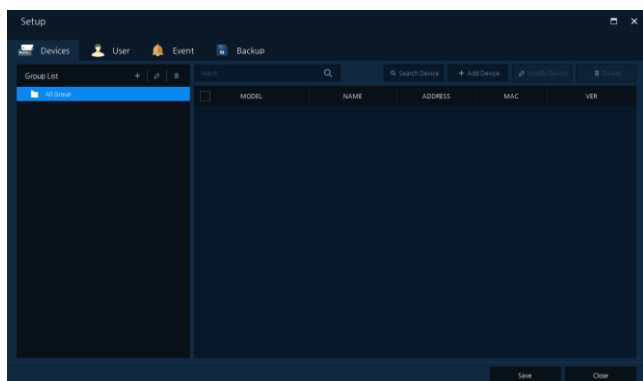 Setup
Devices User Event Backup
Group List
Search Search Device + Add Device Modify Device Delete
All Group
MODEL NAME ADDRESS MAC VER
Save Close